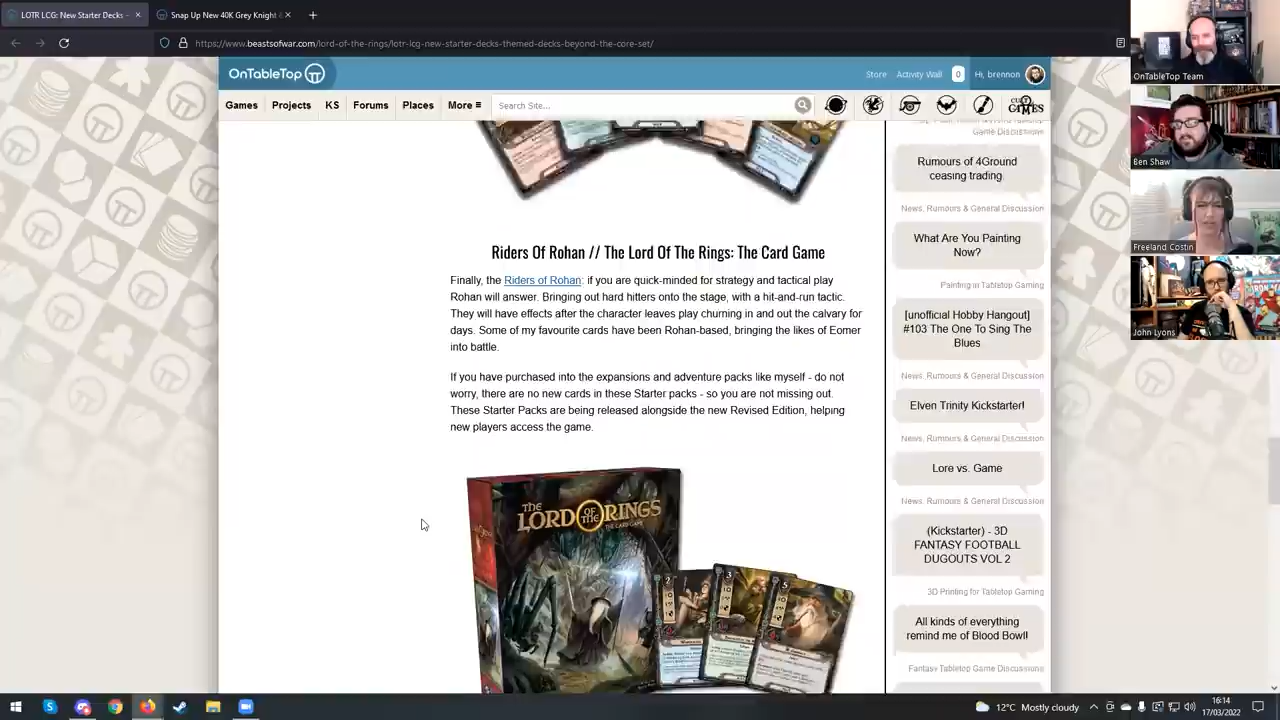 LOTR LCG: New Starter Decks -
Snap Up New 40K Grey Knight &
https://www.beastsofwar.com/lord-of-the-rings/lotr-lcg-new-starter-decks-themed-decks-beyond-the-core-set/
OnTableTop
Store
Activity Wall
0
Hi, brennon
Games
Projects
KS
Forums
Places
More
Search Site...
CULT OF GAMES
OnTableTop Team
Ben Shaw
Freeland Costin
John Lyons
Riders Of Rohan // The Lord Of The Rings: The Card Game
Finally, the Riders of Rohan: if you are quick-minded for strategy and tactical play
Rohan will answer. Bringing out hard hitters onto the stage, with a hit-and-run tactic.
They will have effects after the character leaves play churning in and out the calvary for
days. Some of my favourite cards have been Rohan-based, bringing the likes of Eomer
into battle.
If you have purchased into the expansions and adventure packs like myself - do not
worry, there are no new cards in these Starter packs - so you are not missing out.
These Starter Packs are being released alongside the new Revised Edition, helping
new players access the game.
THE
LORD OF THE RINGS
THE CARD GAME
2
3
5
Game Discussions
Rumours of 4Ground
ceasing trading.
News, Rumours & General Discussion
What Are You Painting
Now?
Painting in Tabletop Gaming
[unofficial Hobby Hangout]
#103 The One To Sing The
Blues
News, Rumours & General Discussion
Elven Trinity Kickstarter!
News, Rumours & General Discussion
Lore vs. Game
News, Rumours & General Discussion
(Kickstarter) - 3D
FANTASY FOOTBALL
DUGOUTS VOL 2
3D Printing for Tabletop Gaming
All kinds of everything
remind me of Blood Bowl!
Fantasy Tabletop Game Discussions
12°C Mostly cloudy
16:14
17/03/2022